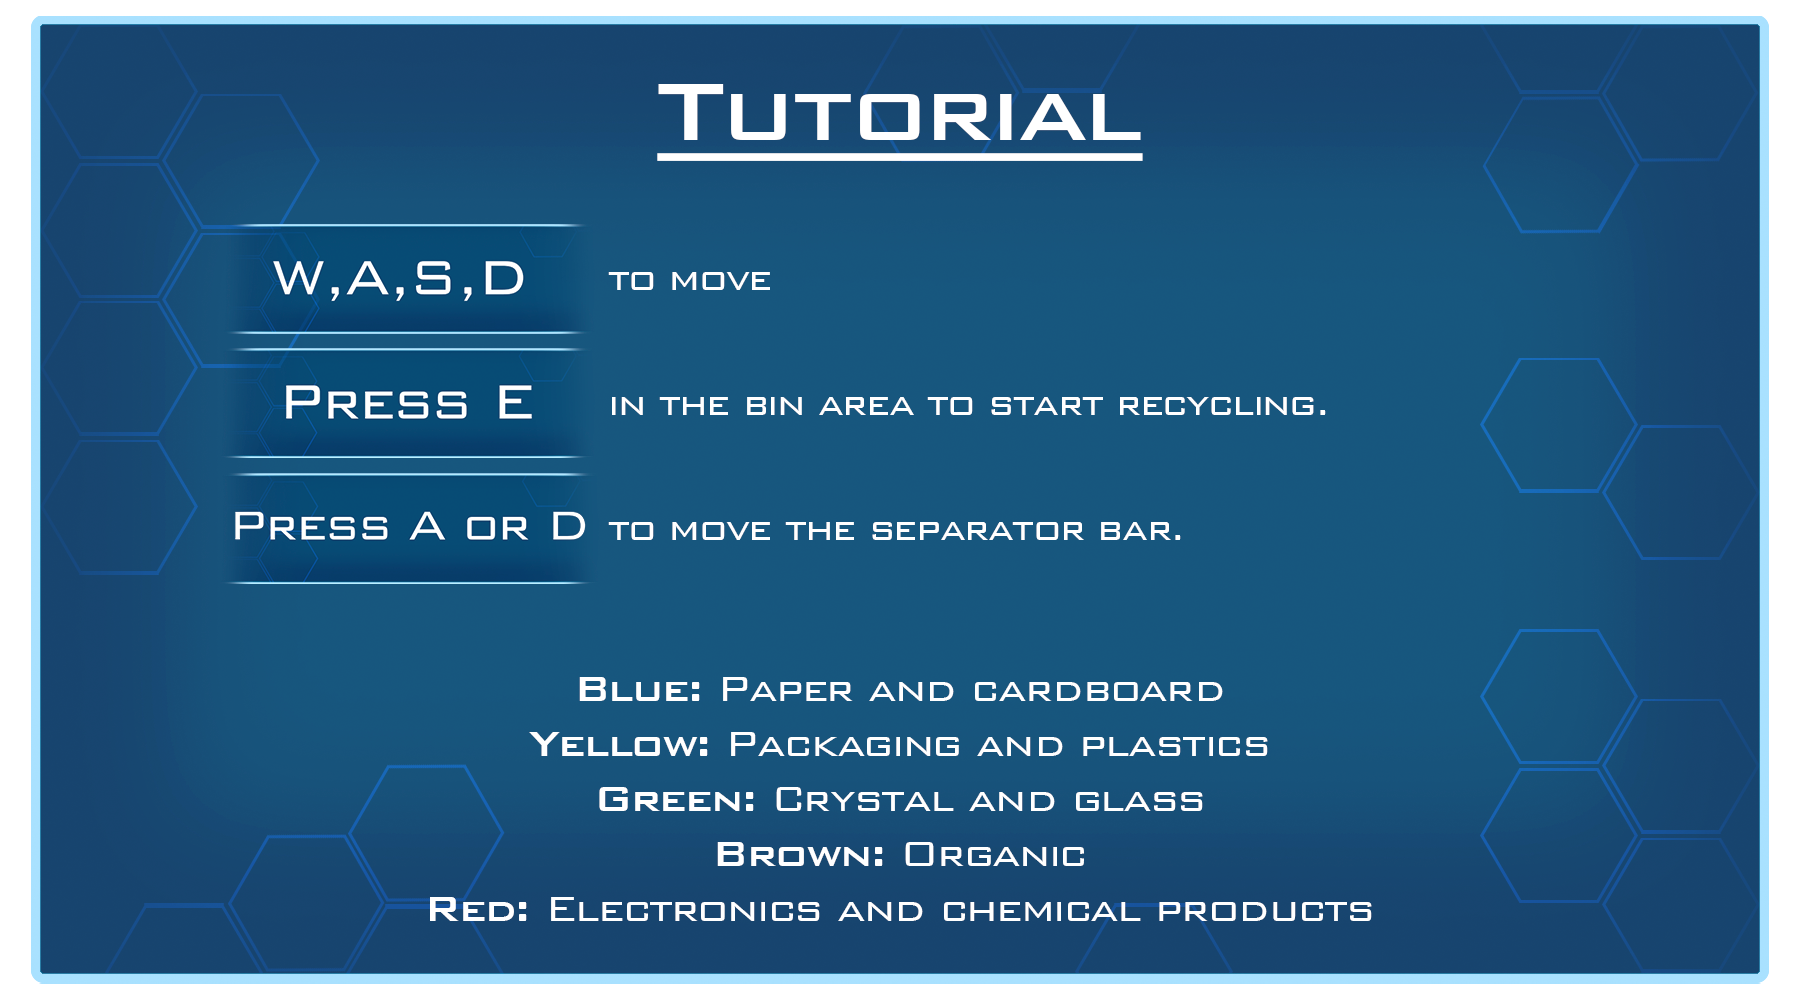 Tutorial
W,A,S,D to move
Press E in the bin area to start recycling.
Press A or D to move the separator bar.
Blue: Paper and cardboard
Yellow: Packaging and plastics
Green: Crystal and glass
Brown: Organic
Red: Electronics and chemical products